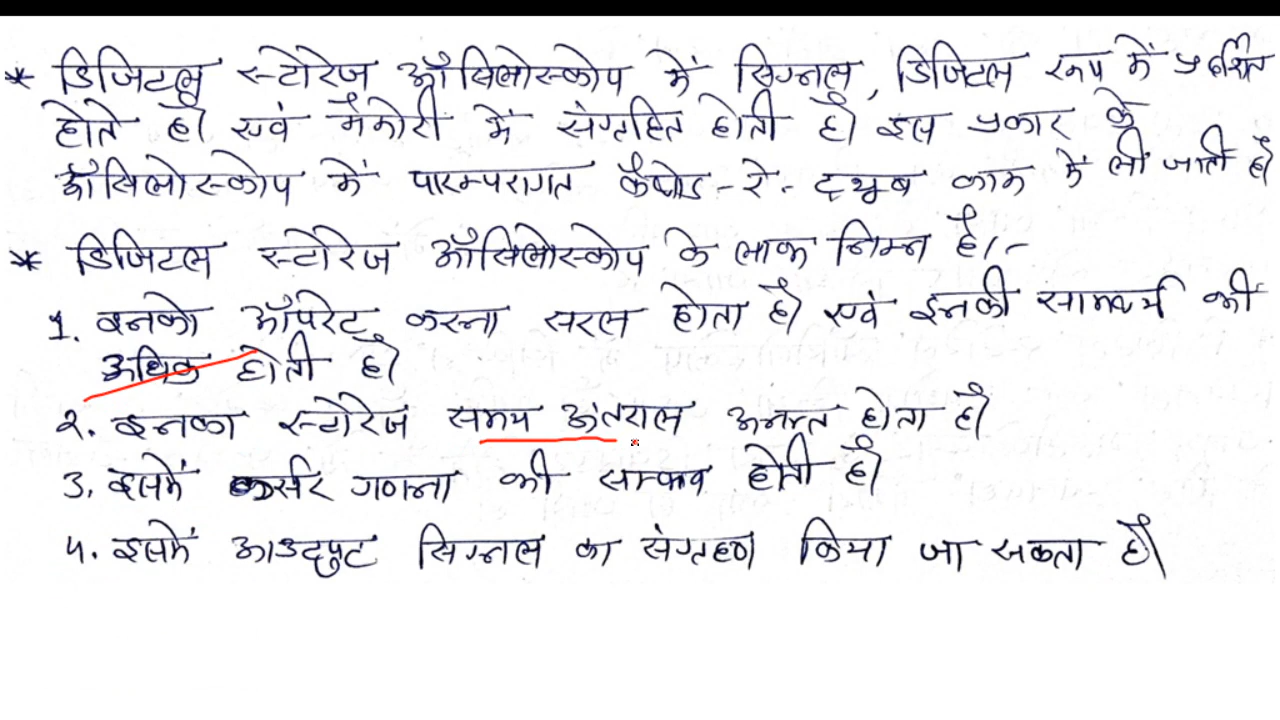 * डिजिटल स्टोरेज ऑसिलोस्कोप में सिग्नल, डिजिटल रूप में प्रदर्शित
होते है। एवं मैमोरी में संग्रहित होती है। इस प्रकार के
ऑसिलोस्कोप में पारम्परागत कैथोड - रे - ट्यूब काम में ली जाती है।
* डिजिटल स्टोरेज ऑसिलोस्कोप के लाभ निम्न है।-
1. इनको ऑपरेट करना सरल होता है। एवं इनकी सामर्थ्य भी
अधिक होती है।
2. इनका स्टोरेज समय अंतराल अनन्त होता है।
3. इसमें कर्सर गणना भी सम्भव होती है।
4. इसमें आउटपुट सिग्नल का संग्रहण किया जा सकता है।